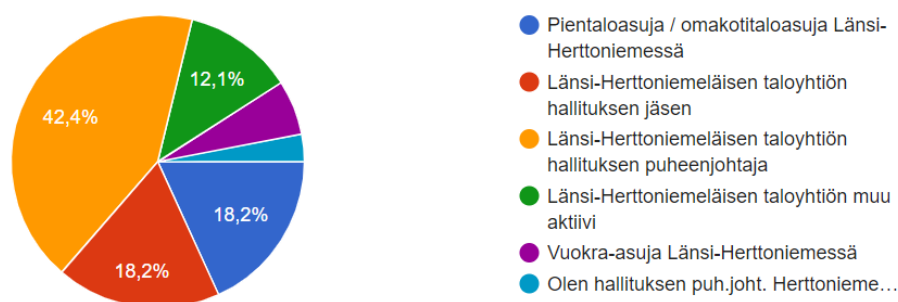 12,1%
42,4%
18,2%
18,2%
Pientaloasuja / omakotitaloasuja Länsi-
Herttoniemessä
Länsi-Herttoniemeläisen taloyhtiön
hallituksen jäsen
Länsi-Herttoniemeläisen taloyhtiön
hallituksen puheenjohtaja
Länsi-Herttoniemeläisen taloyhtiön muu
aktiivi
Vuokra-asuja Länsi-Herttoniemessä
Olen hallituksen puh.joht. Herttonieme…